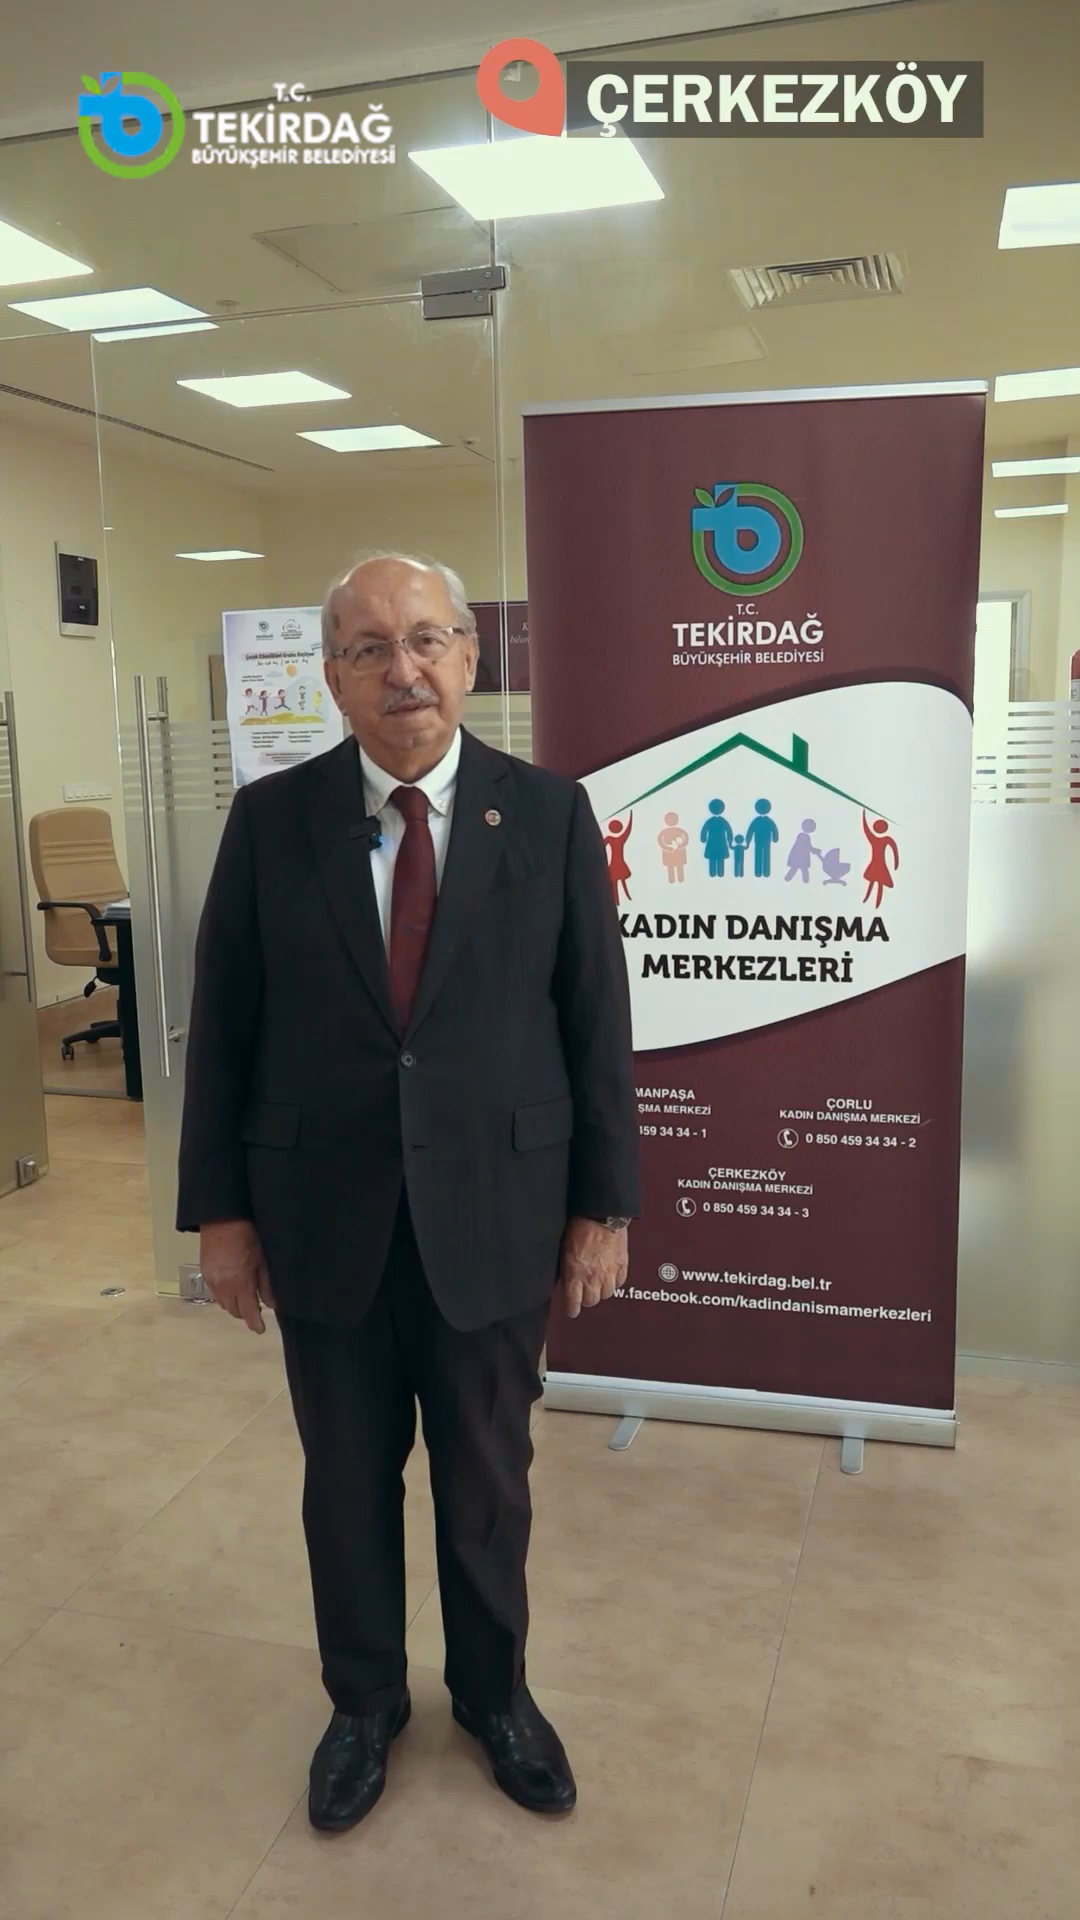 T.C.
TEKİRDAĞ
BÜYÜKŞEHİR BELEDİYESİ
ÇERKEZKÖY
T.C.
TEKİRDAĞ
BÜYÜKŞEHİR BELEDİYESİ
KADIN DANIŞMA
MERKEZLERİ
MANPAŞA
ŞMA MERKEZİ
459 34 34 - 1
ÇORLU
KADIN DANIŞMA MERKEZİ
0 850 459 34 34 - 2
ÇERKEZKÖY
KADIN DANIŞMA MERKEZİ
0 850 459 34 34 - 3
www.tekirdag.bel.tr
w.facebook.com/kadindanismamerkezleri